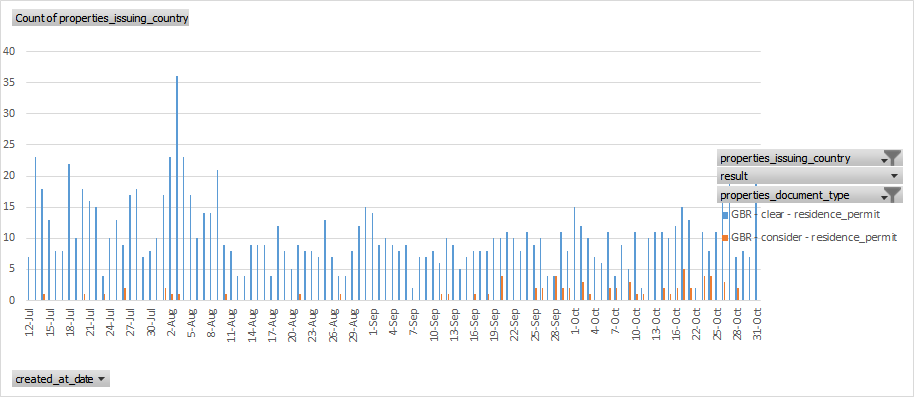 Count of properties_issuing_country
40
35
30
25
20
15
10
5
0
12-Jul
15-Jul
18-Jul
21-Jul
24-Jul
27-Jul
30-Jul
2-Aug
5-Aug
8-Aug
11-Aug
14-Aug
17-Aug
20-Aug
23-Aug
26-Aug
29-Aug
1-Sep
4-Sep
7-Sep
10-Sep
13-Sep
16-Sep
19-Sep
22-Sep
25-Sep
28-Sep
1-Oct
4-Oct
7-Oct
10-Oct
13-Oct
16-Oct
22-Oct
25-Oct
28-Oct
31-Oct
properties_issuing_country
result
properties_document_type
GBR - clear - residence_permit
GBR - consider - residence_permit
created_at_date